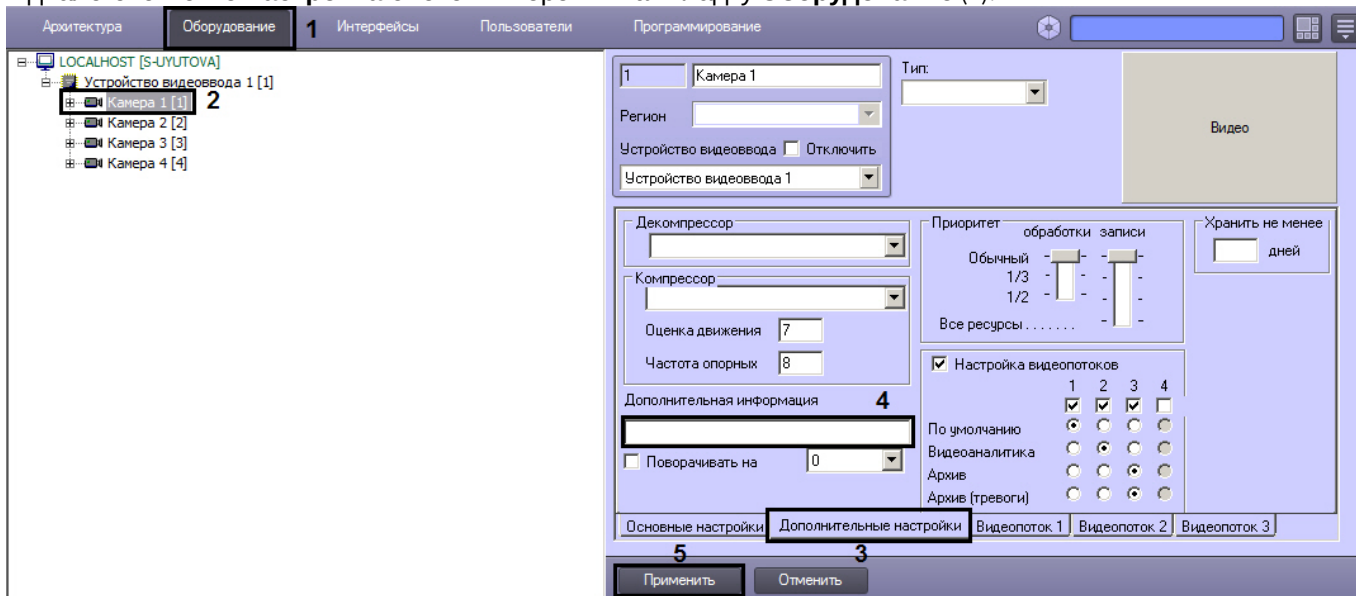 Архитектура Оборудование 1 Интерфейсы Пользователи Программирование
LOCALHOST [S-UYUTOVA]
Устройство видеоввода 1 [1]
Камера 1 [1] 2
Камера 2 [2]
Камера 3 [3]
Камера 4 [4]
1 Камера 1
Тип:
Регион
Устройство видеоввода Отключить
Устройство видеоввода 1
Видео
Декомпрессор
Компрессор
Оценка движения 7
Частота опорных 8
Дополнительная информация 4
Поворачивать на 0
Приоритет
обработки записи
Обычный
1/3
1/2
Все ресурсы . . . . . . .
Хранить не менее
дней
Настройка видеопотоков
1 2 3 4
По умолчанию
Видеоаналитика
Архив
Архив (тревоги)
Основные настройки Дополнительные настройки Видеопоток 1 Видеопоток 2 Видеопоток 3
5 3
Применить Отменить